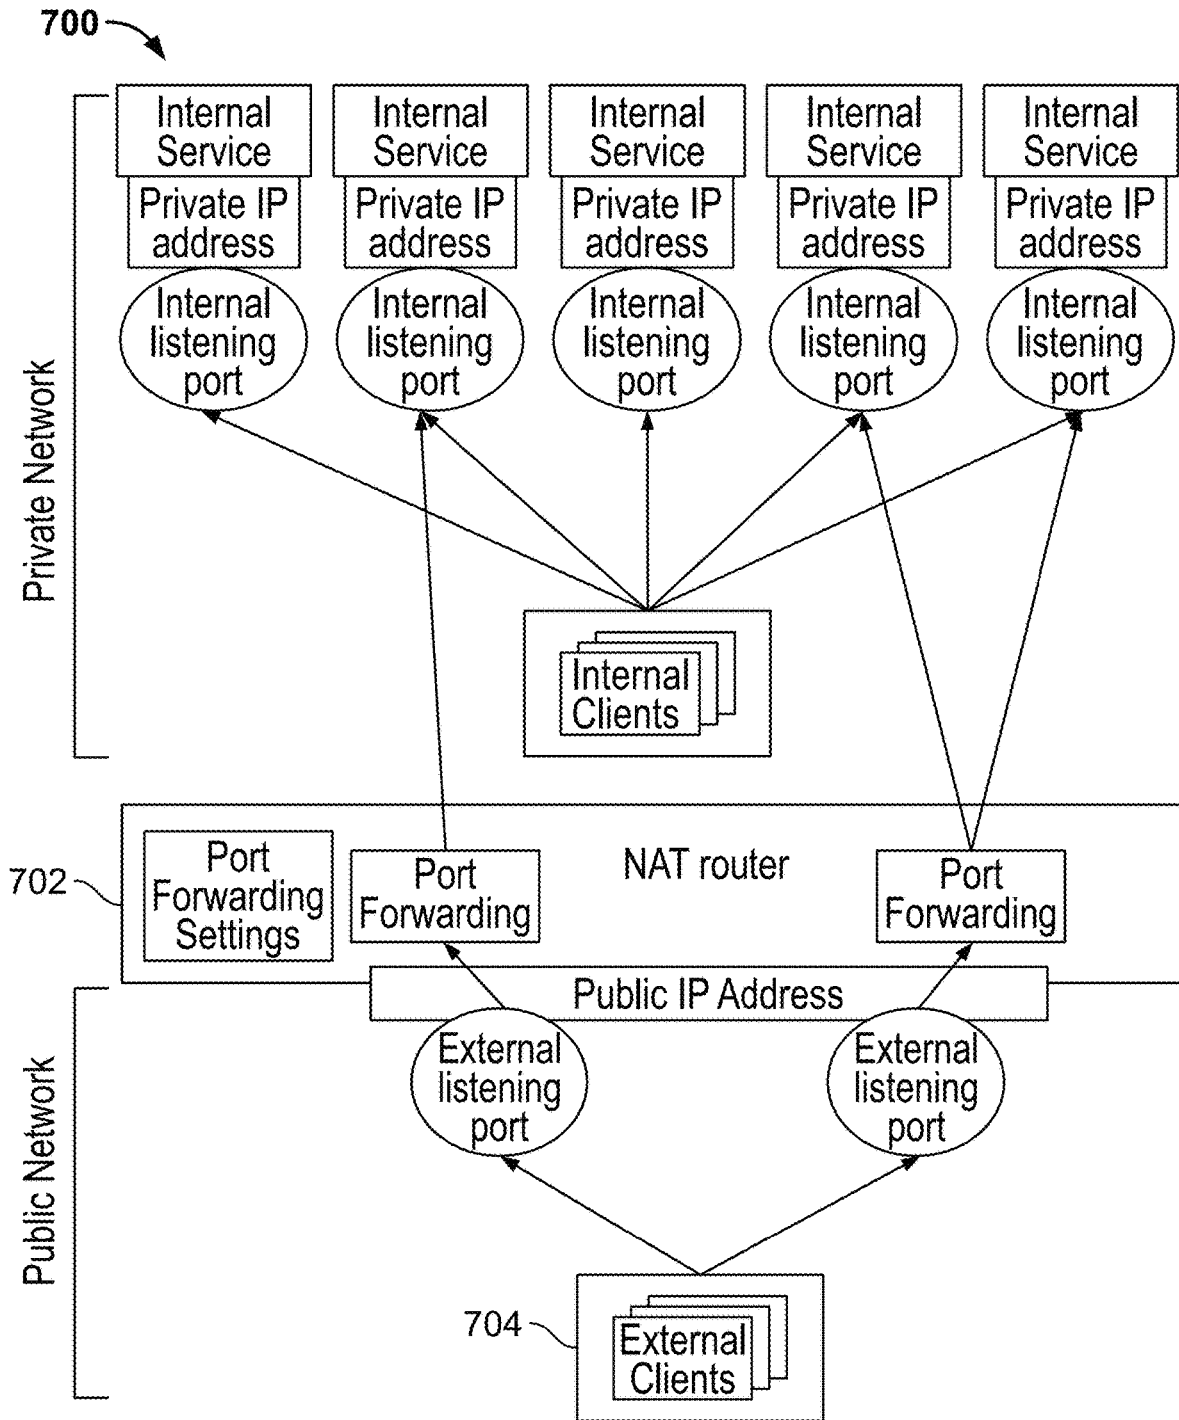 700
Internal
Service
Private IP
address
Internal
listening
port
Internal
Service
Private IP
address
Internal
listening
port
Internal
Service
Private IP
address
Internal
listening
port
Internal
Service
Private IP
address
Internal
listening
port
Internal
Service
Private IP
address
Internal
listening
port
Private Network
Internal
Clients
702
Port
Forwarding
Settings
Port
Forwarding
NAT router
Port
Forwarding
Public IP Address
External
listening
port
External
listening
port
Public Network
704
External
Clients